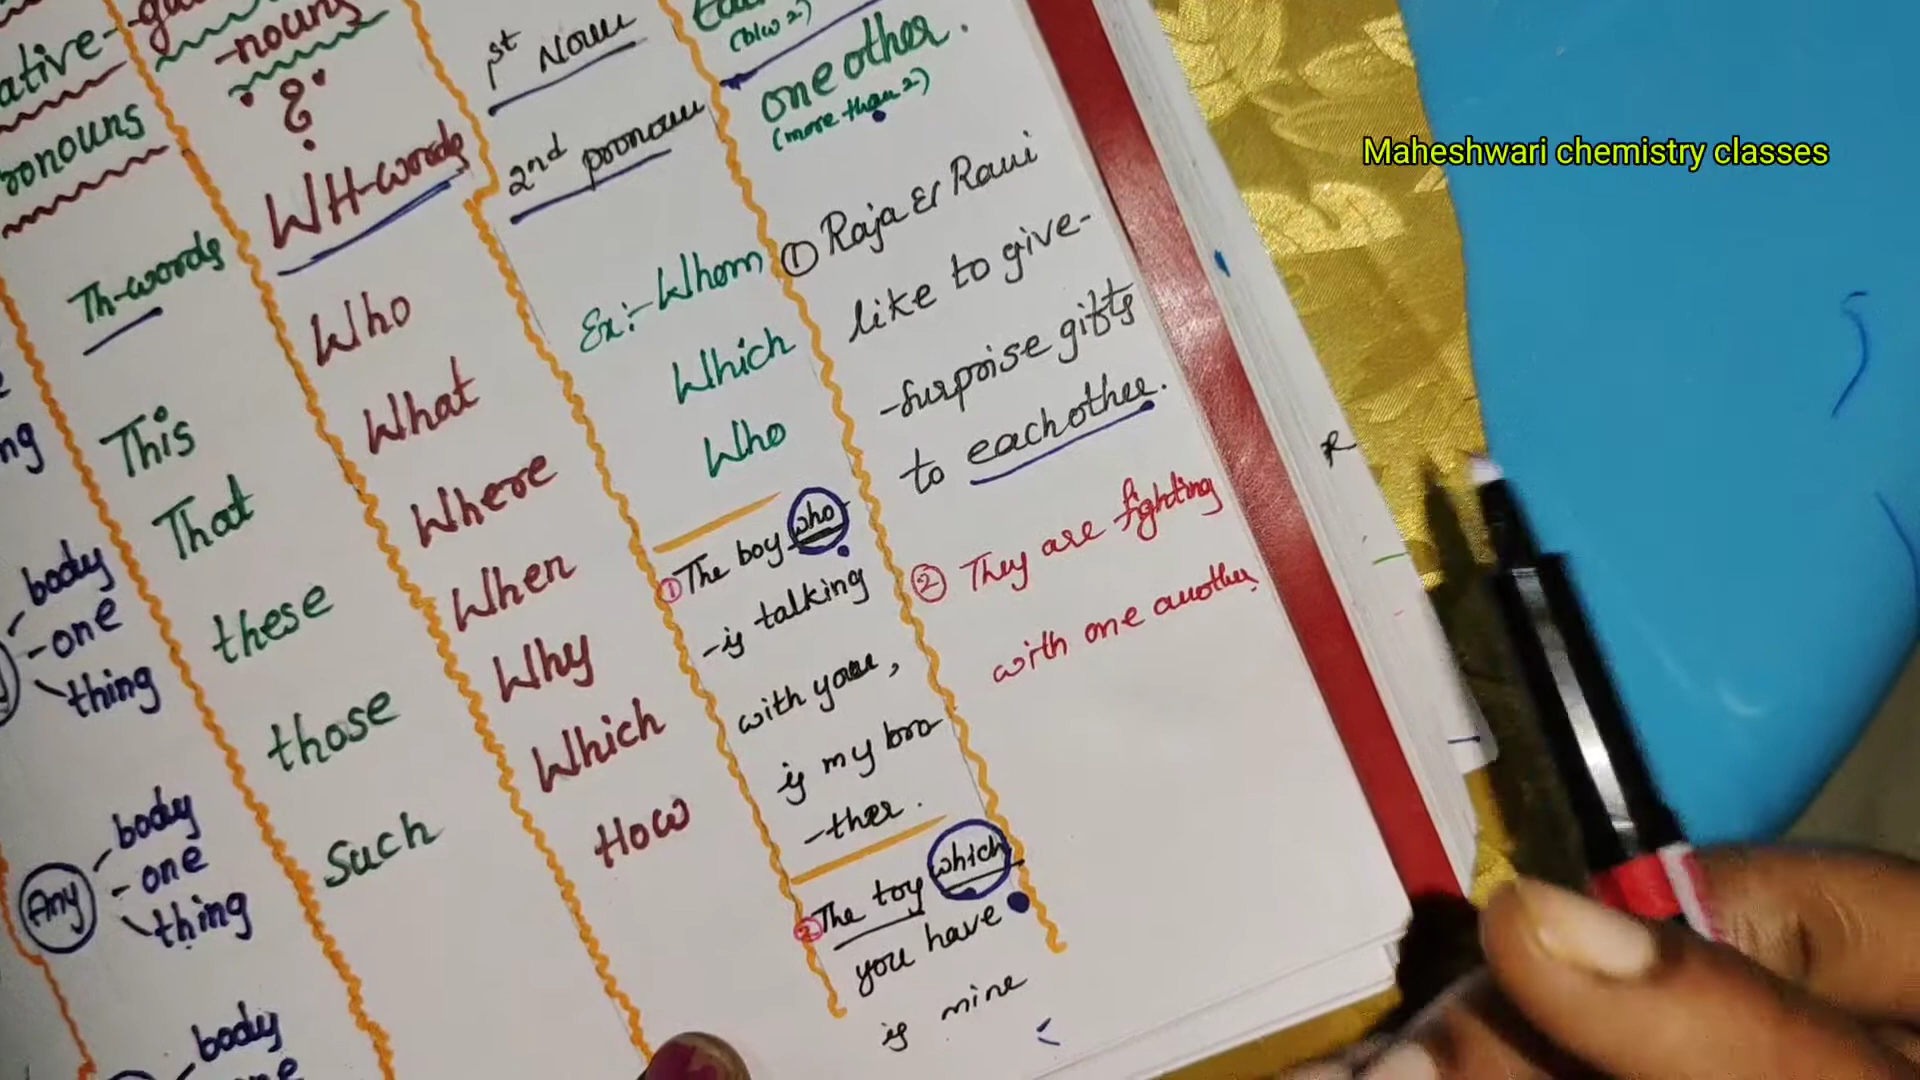 ative-
ronouns
Th-words
This
That
these
those
Such
body
-one
thing
Any
body
- one
thing
body
-nouns
?
WH-words
Who
What
Where
When
Why
Which
How
1st Noun
2nd pronoun
Ex:- Whom
Which
Who
① The boy who
-is talking
with you,
is my bro
-ther.
② The toy which
you have
is mine
(b/w 2)
one other.
(more than 2)
① Raja & Ravi
like to give-
-surprise gifts
to eachother.
② They are fighting
with one another.
Maheshwari chemistry classes